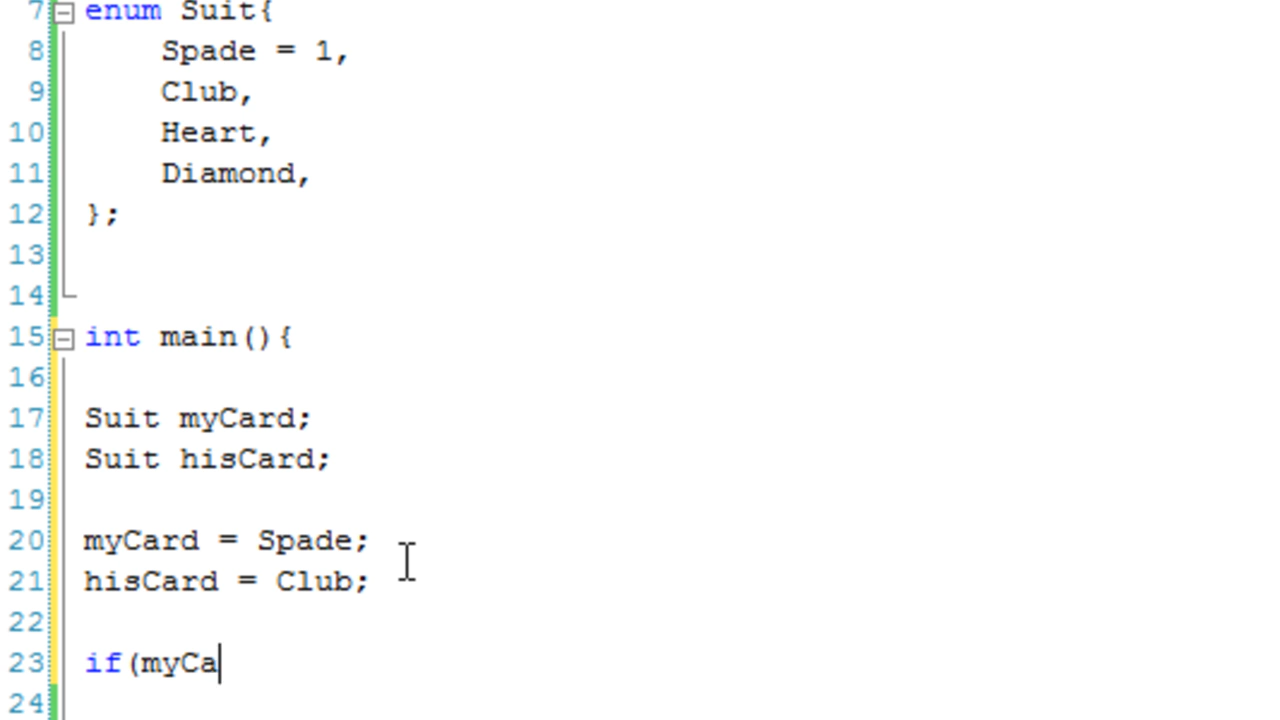 7 enum Suit{
8 Spade = 1,
9 Club,
10 Heart,
11 Diamond,
12 };
13
14
15 int main(){
16
17 Suit myCard;
18 Suit hisCard;
19
20 myCard = Spade;
21 hisCard = Club;
22
23 if(myCa
24